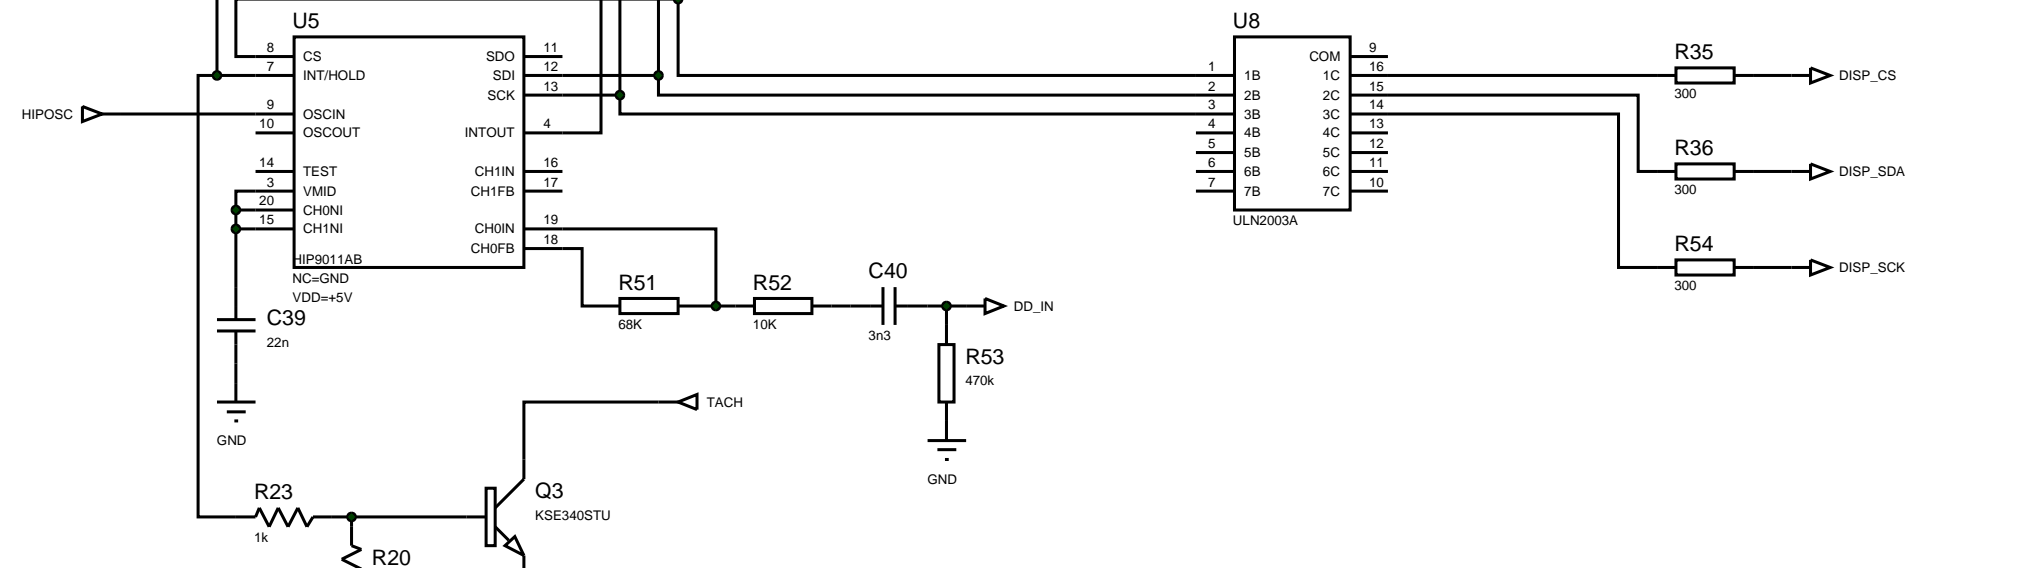 U5
8 CS SDO 11
7 INT/HOLD SDI 12
SCK 13
HIPOSC 9 OSCIN
10 OSCOUT INTOUT 4
14 TEST CH1IN 16
3 VMID CH1FB 17
20 CH0NI
15 CH1NI CH0IN 19
CH0FB 18
HIP9011AB
NC=GND
VDD=+5V
C39
22n
GND
R51
68K
R52
10K
C40
3n3
DD_IN
R53
470k
GND
TACH
R23
1k
Q3
KSE340STU
R20
U8
COM 9
1 1B 1C 16
2 2B 2C 15
3 3B 3C 14
4 4B 4C 13
5 5B 5C 12
6 6B 6C 11
7 7B 7C 10
ULN2003A
R35
300
DISP_CS
R36
300
DISP_SDA
R54
300
DISP_SCK